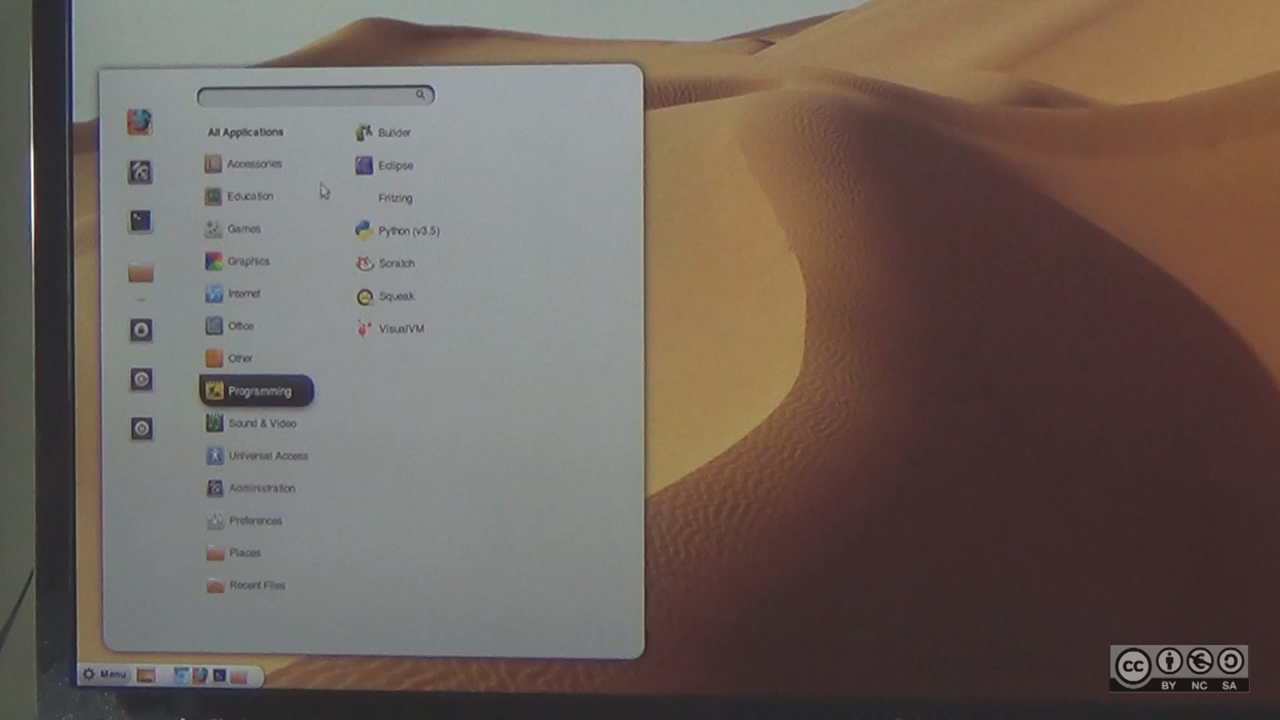 All Applications
Accessories
Education
Games
Graphics
Internet
Office
Other
Programming
Sound & Video
Universal Access
Administration
Preferences
Places
Recent Files
Builder
Eclipse
Fritzing
Python (v3.5)
Scratch
Squeak
VisualVM
Menu
cc
BY NC SA